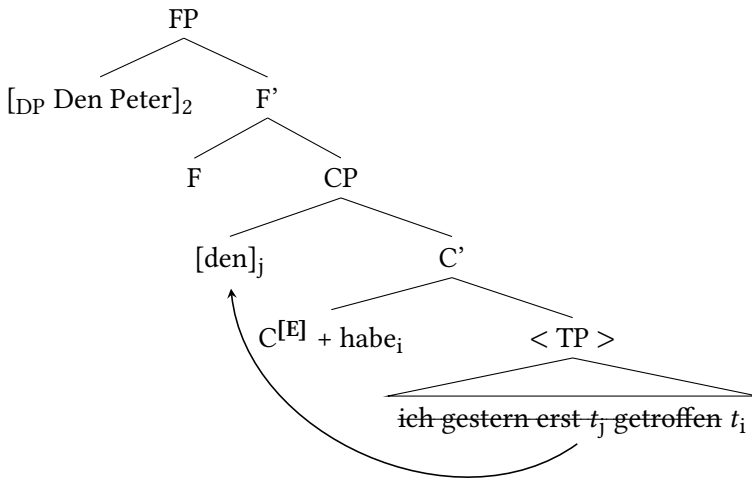 FP
[DP Den Peter]2 F’
F CP
[den]j C’
C[E] + habei < TP >
ich gestern erst tj getroffen ti